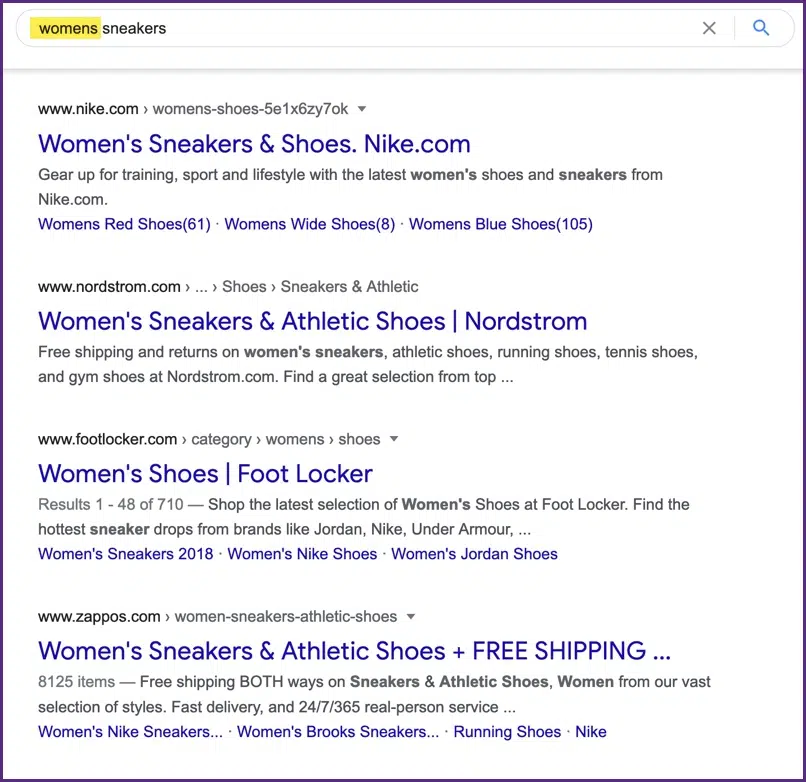 womens sneakers
www.nike.com › womens-shoes-5e1x6zy7ok
Women's Sneakers & Shoes. Nike.com
Gear up for training, sport and lifestyle with the latest women's shoes and sneakers from
Nike.com.
Womens Red Shoes(61) · Womens Wide Shoes(8) · Womens Blue Shoes(105)
www.nordstrom.com › ... › Shoes › Sneakers & Athletic
Women's Sneakers & Athletic Shoes | Nordstrom
Free shipping and returns on women's sneakers, athletic shoes, running shoes, tennis shoes,
and gym shoes at Nordstrom.com. Find a great selection from top ...
www.footlocker.com › category › womens › shoes
Women's Shoes | Foot Locker
Results 1 - 48 of 710 — Shop the latest selection of Women's Shoes at Foot Locker. Find the
hottest sneaker drops from brands like Jordan, Nike, Under Armour, ...
Women's Sneakers 2018 · Women's Nike Shoes · Women's Jordan Shoes
www.zappos.com › women-sneakers-athletic-shoes
Women's Sneakers & Athletic Shoes + FREE SHIPPING ...
8125 items — Free shipping BOTH ways on Sneakers & Athletic Shoes, Women from our vast
selection of styles. Fast delivery, and 24/7/365 real-person service ...
Women's Nike Sneakers... · Women's Brooks Sneakers... · Running Shoes · Nike